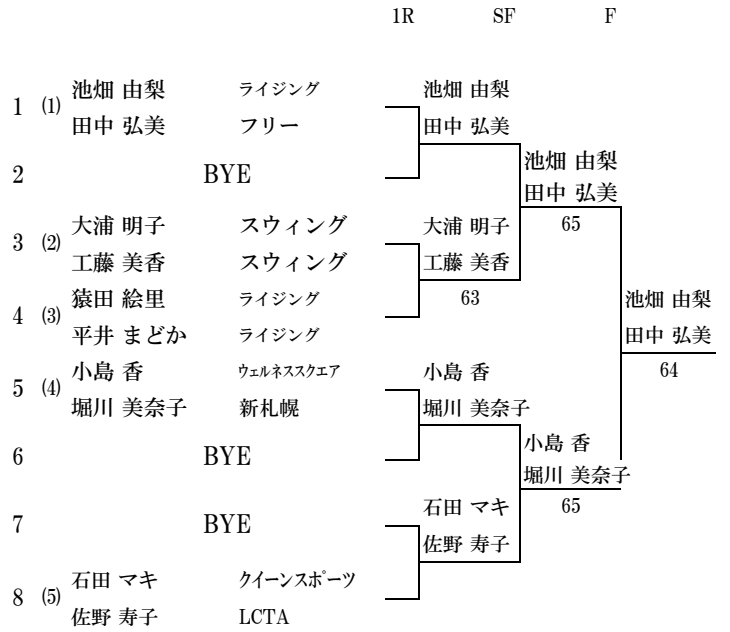 1R SF F
1 (1) 池畑 由梨 ライジング 池畑 由梨
田中 弘美 フリー 田中 弘美
池畑 由梨
2 BYE
田中 弘美
3 (2) 大浦 明子 スウィング 大浦 明子 65
工藤 美香 スウィング 工藤 美香
4 (3) 猿田 絵里 ライジング 63 池畑 由梨
平井 まどか ライジング 田中 弘美
5 (4) 小島 香 ウェルネススクエア 小島 香 64
堀川 美奈子 新札幌 堀川 美奈子
小島 香
6 BYE
堀川 美奈子
石田 マキ 65
7 BYE
佐野 寿子
8 (5) 石田 マキ クイーンスポーツ
佐野 寿子 LCTA